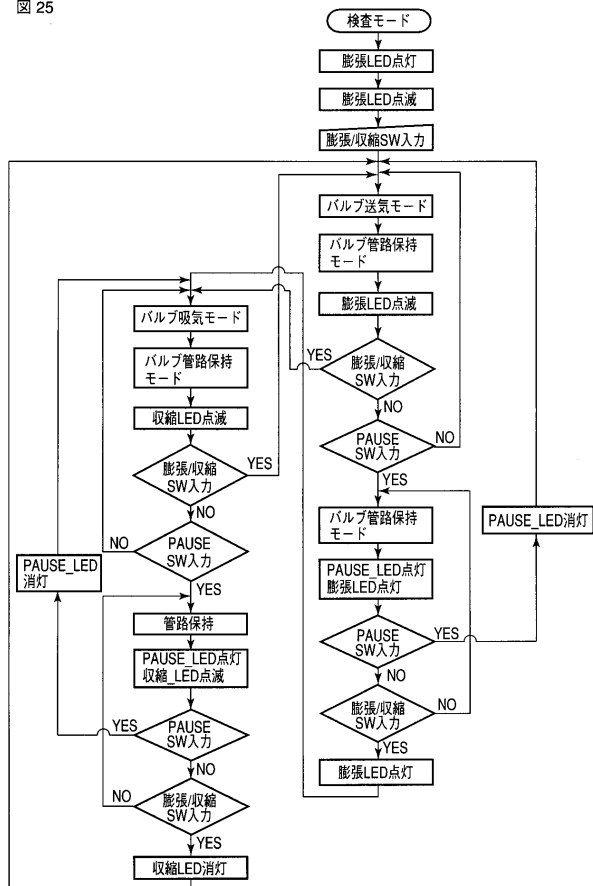 図 25
検査モード
膨張LED点灯
膨張LED点滅
膨張/収縮SW入力
バルブ送気モード
バルブ管路保持
モード
膨張LED点滅
膨張/収縮
SW入力
YES
NO
PAUSE
SW入力
NO
YES
バルブ管路保持
モード
PAUSE_LED点灯
膨張LED点灯
PAUSE
SW入力
YES
NO
膨張/収縮
SW入力
NO
YES
膨張LED点灯
PAUSE_LED消灯
バルブ吸気モード
バルブ管路保持
モード
収縮LED点滅
膨張/収縮
SW入力
YES
NO
PAUSE
SW入力
NO
YES
管路保持
PAUSE_LED点灯
収縮_LED点滅
PAUSE
SW入力
YES
NO
膨張/収縮
SW入力
NO
YES
収縮LED消灯
PAUSE_LED
消灯